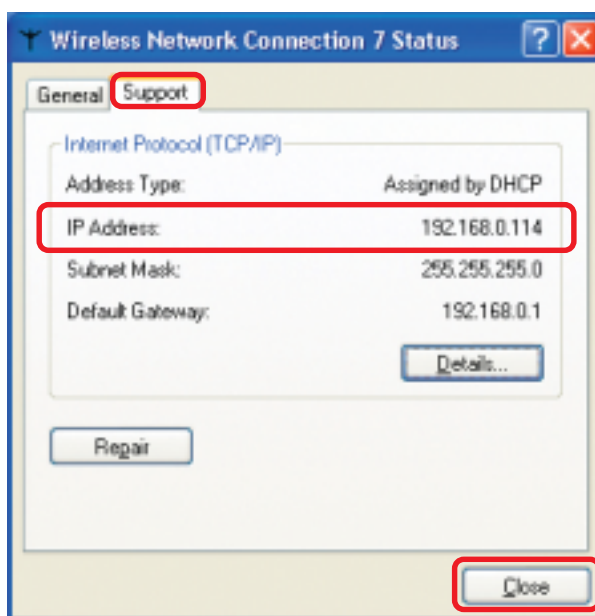 Wireless Network Connection 7 Status
General Support
Internet Protocol (TCP/IP)
Address Type: Assigned by DHCP
IP Address: 192.168.0.114
Subnet Mask: 255.255.255.0
Default Gateway: 192.168.0.1
Details...
Repair
Close